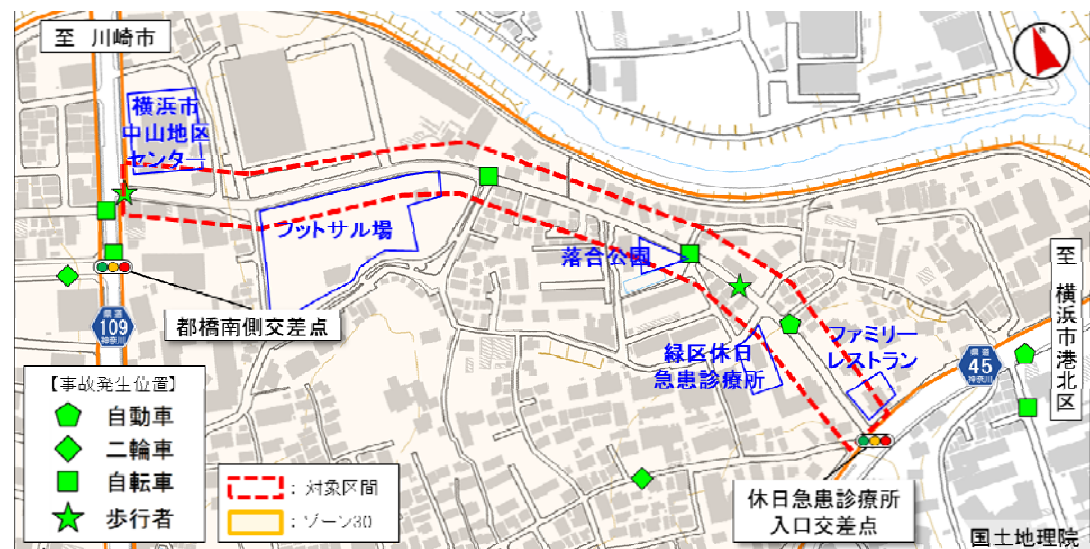 至 川崎市
N
横浜市
中山地区
センター
フットサル場
落合公園
都橋南側交差点
県道
109
神奈川
緑区休日
急患診療所
ファミリー
レストラン
県道
45
神奈川
至 横浜市港北区
【事故発生位置】
自動車
二輪車
自転車
歩行者
：対象区間
：ゾーン30
休日急患診療所
入口交差点
国土地理院